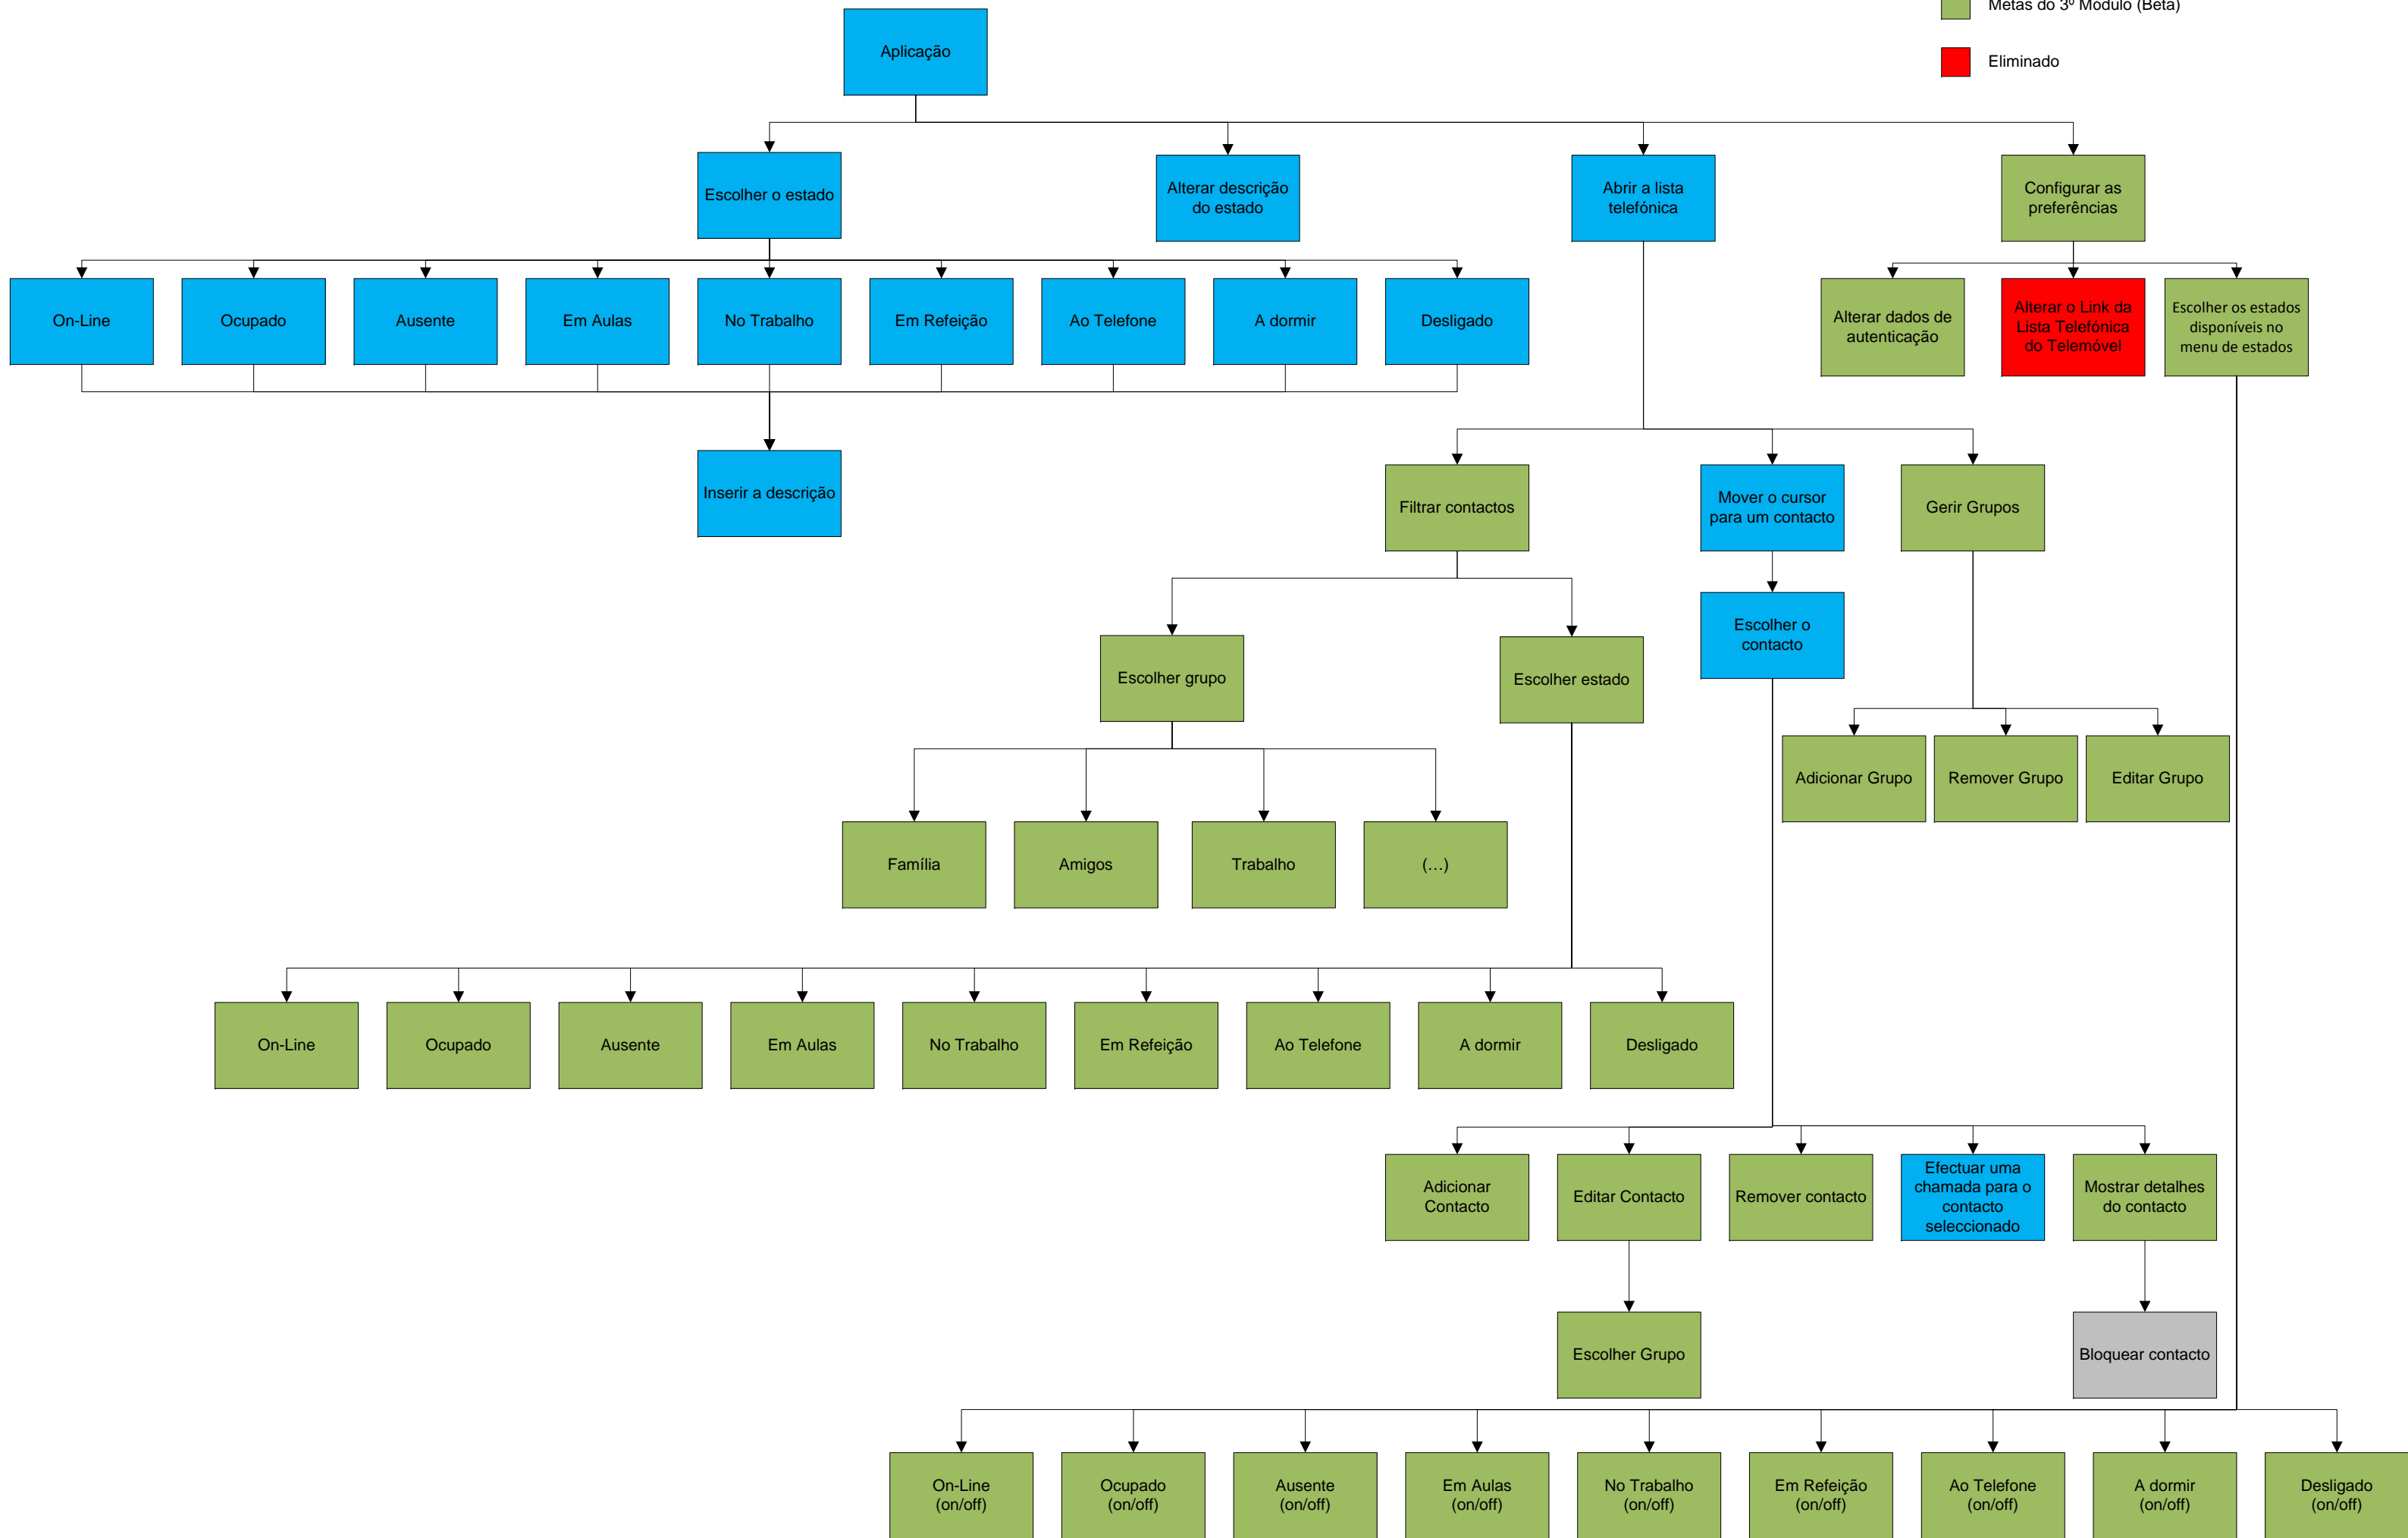 Metas do 3º Módulo (Beta)
Eliminado
Aplicação
Escolher o estado
Alterar descrição
do estado
Abrir a lista
telefónica
Configurar as
preferências
On-Line
Ocupado
Ausente
Em Aulas
No Trabalho
Em Refeição
Ao Telefone
A dormir
Desligado
Alterar dados de
autenticação
Alterar o Link da
Lista Telefónica
do Telemóvel
Escolher os estados
disponíveis no
menu de estados
Inserir a descrição
Filtrar contactos
Mover o cursor
para um contacto
Gerir Grupos
Escolher o
contacto
Escolher grupo
Escolher estado
Adicionar Grupo
Remover Grupo
Editar Grupo
Família
Amigos
Trabalho
(...)
On-Line
Ocupado
Ausente
Em Aulas
No Trabalho
Em Refeição
Ao Telefone
A dormir
Desligado
Adicionar
Contacto
Editar Contacto
Remover contacto
Efectuar uma
chamada para o
contacto
seleccionado
Mostrar detalhes
do contacto
Escolher Grupo
Bloquear contacto
On-Line
(on/off)
Ocupado
(on/off)
Ausente
(on/off)
Em Aulas
(on/off)
No Trabalho
(on/off)
Em Refeição
(on/off)
Ao Telefone
(on/off)
A dormir
(on/off)
Desligado
(on/off)